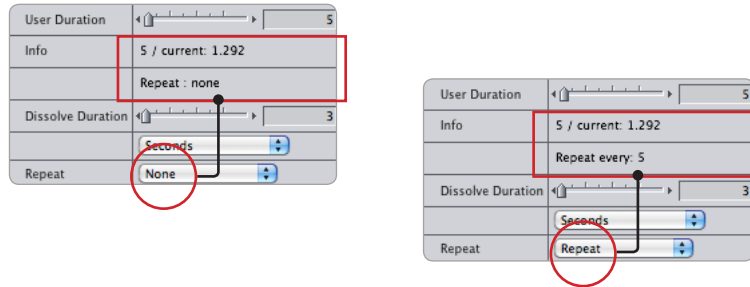 User Duration 5
Info 5 / current: 1.292
Repeat : none
Dissolve Duration 3
Seconds
Repeat None
User Duration 5
Info 5 / current: 1.292
Repeat every: 5
Dissolve Duration 3
Seconds
Repeat Repeat